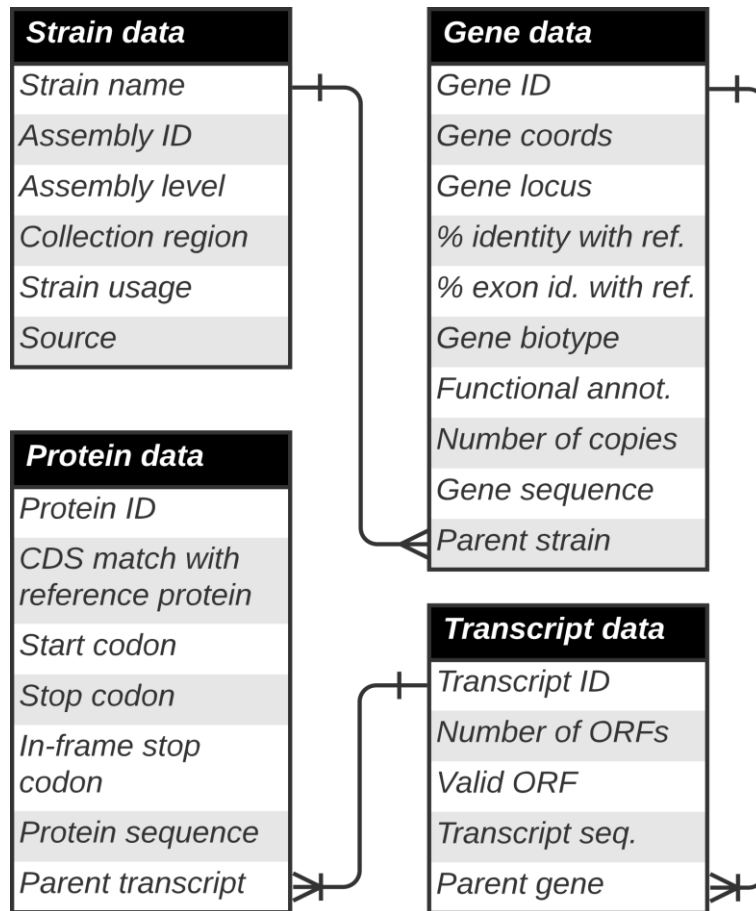 Strain data
Strain name
Assembly ID
Assembly level
Collection region
Strain usage
Source
Gene data
Gene ID
Gene coords
Gene locus
% identity with ref.
% exon id. with ref.
Gene biotype
Functional annot.
Number of copies
Gene sequence
Parent strain
Protein data
Protein ID
CDS match with
reference protein
Start codon
Stop codon
In-frame stop
codon
Protein sequence
Parent transcript
Transcript data
Transcript ID
Number of ORFs
Valid ORF
Transcript seq.
Parent gene